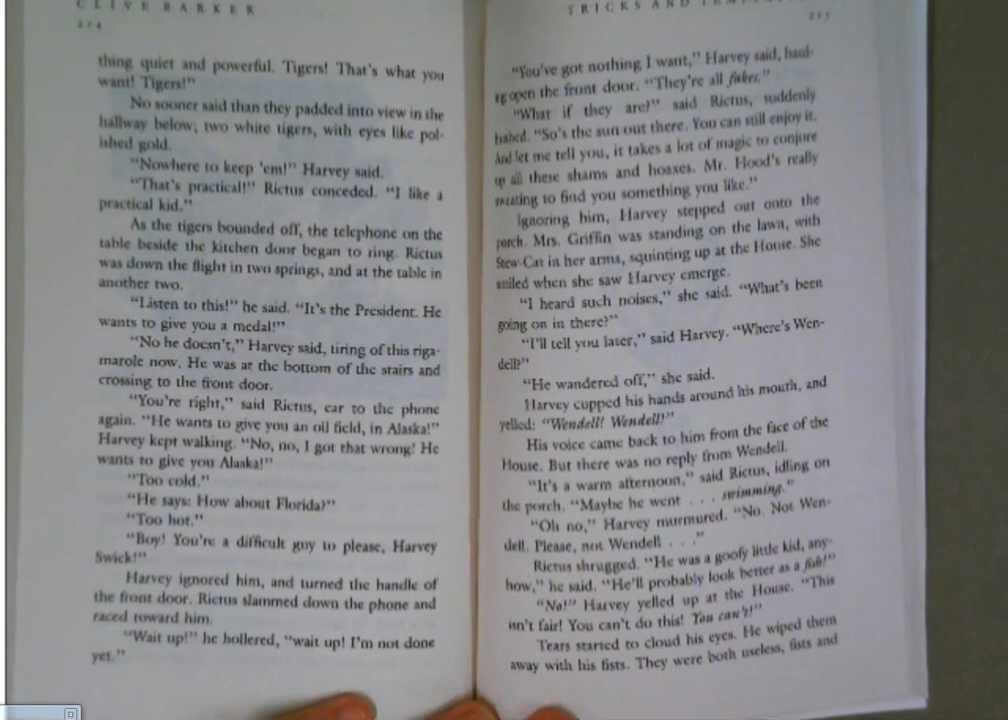 CLIVE BARKER
224
thing quiet and powerful. Tigers! That's what you
want! Tigers!"
No sooner said than they padded into view in the
hallway below; two white tigers, with eyes like pol-
ished gold.
"Nowhere to keep 'em!" Harvey said.
"That's practical!" Rictus conceded. "I like a
practical kid."
As the tigers bounded off, the telephone on the
table beside the kitchen door began to ring. Rictus
was down the flight in two springs, and at the table in
another two.
"Listen to this!" he said. "It's the President. He
wants to give you a medal!"
"No he doesn't," Harvey said, tiring of this riga-
marole now. He was at the bottom of the stairs and
crossing to the front door.
"You're right," said Rictus, ear to the phone
again. "He wants to give you an oil field, in Alaska!"
Harvey kept walking. "No, no, I got that wrong! He
wants to give you Alaska!"
"Too cold."
"He says: How about Florida?"
"Too hot."
"Boy! You're a difficult guy to please, Harvey
Swick!"
Harvey ignored him, and turned the handle of
the front door. Rictus slammed down the phone and
raced toward him.
"Wait up!" he hollered, "wait up! I'm not done
yet."
TRICKS AND
"You've got nothing I want," Harvey said, haul-
ing open the front door. "They're all fakes."
"What if they are?" said Rictus, suddenly
hushed. "So's the sun out there. You can still enjoy it.
And let me tell you, it takes a lot of magic to conjure
up all these shams and hoaxes. Mr. Hood's really
sweating to find you something you like."
Ignoring him, Harvey stepped out onto the
porch. Mrs. Griffin was standing on the lawn, with
Stew-Cat in her arms, squinting up at the House. She
smiled when she saw Harvey emerge.
"I heard such noises," she said. "What's been
going on in there?"
"I'll tell you later," said Harvey. "Where's Wen-
dell?"
"He wandered off," she said.
Harvey cupped his hands around his mouth, and
yelled: "Wendell! Wendell!"
His voice came back to him from the face of the
House. But there was no reply from Wendell.
"It's a warm afternoon," said Rictus, idling on
the porch. "Maybe he went . . . swimming."
"Oh no," Harvey murmured. "No. Not Wen-
dell. Please, not Wendell . . ."
Rictus shrugged. "He was a goofy little kid, any-
how," he said. "He'll probably look better as a fish!"
"No!" Harvey yelled up at the House. "This
isn't fair! You can't do this! You can't!"
Tears started to cloud his eyes. He wiped them
away with his fists. They were both useless, fists and